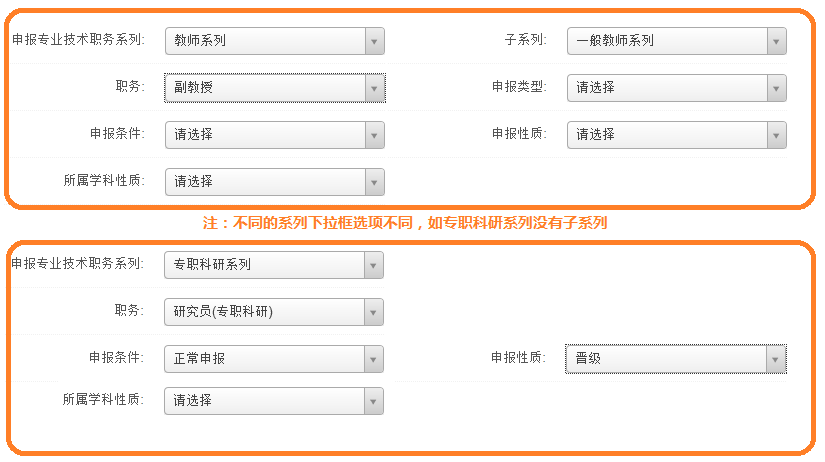 申报专业技术职务系列: 教师系列 子系列: 一般教师系列
职务: 副教授 申报类型: 请选择
申报条件: 请选择 申报性质: 请选择
所属学科性质: 请选择
注：不同的系列下拉框选项不同，如专职科研系列没有子系列
申报专业技术职务系列: 专职科研系列
职务: 研究员(专职科研)
申报条件: 正常申报 申报性质: 晋级
所属学科性质: 请选择